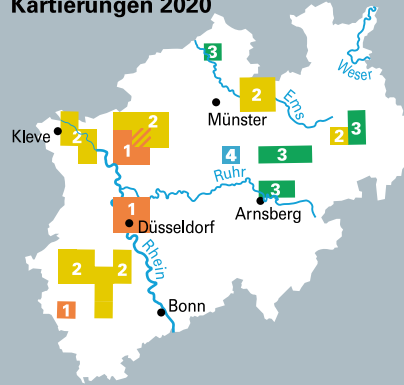 Kartierungen 2020
3
Weser
2
Ems
Münster
2
3
Kleve
2
2
1
4
3
Ruhr
3
Arnsberg
1
Düsseldorf
Rhein
2
2
1
Bonn